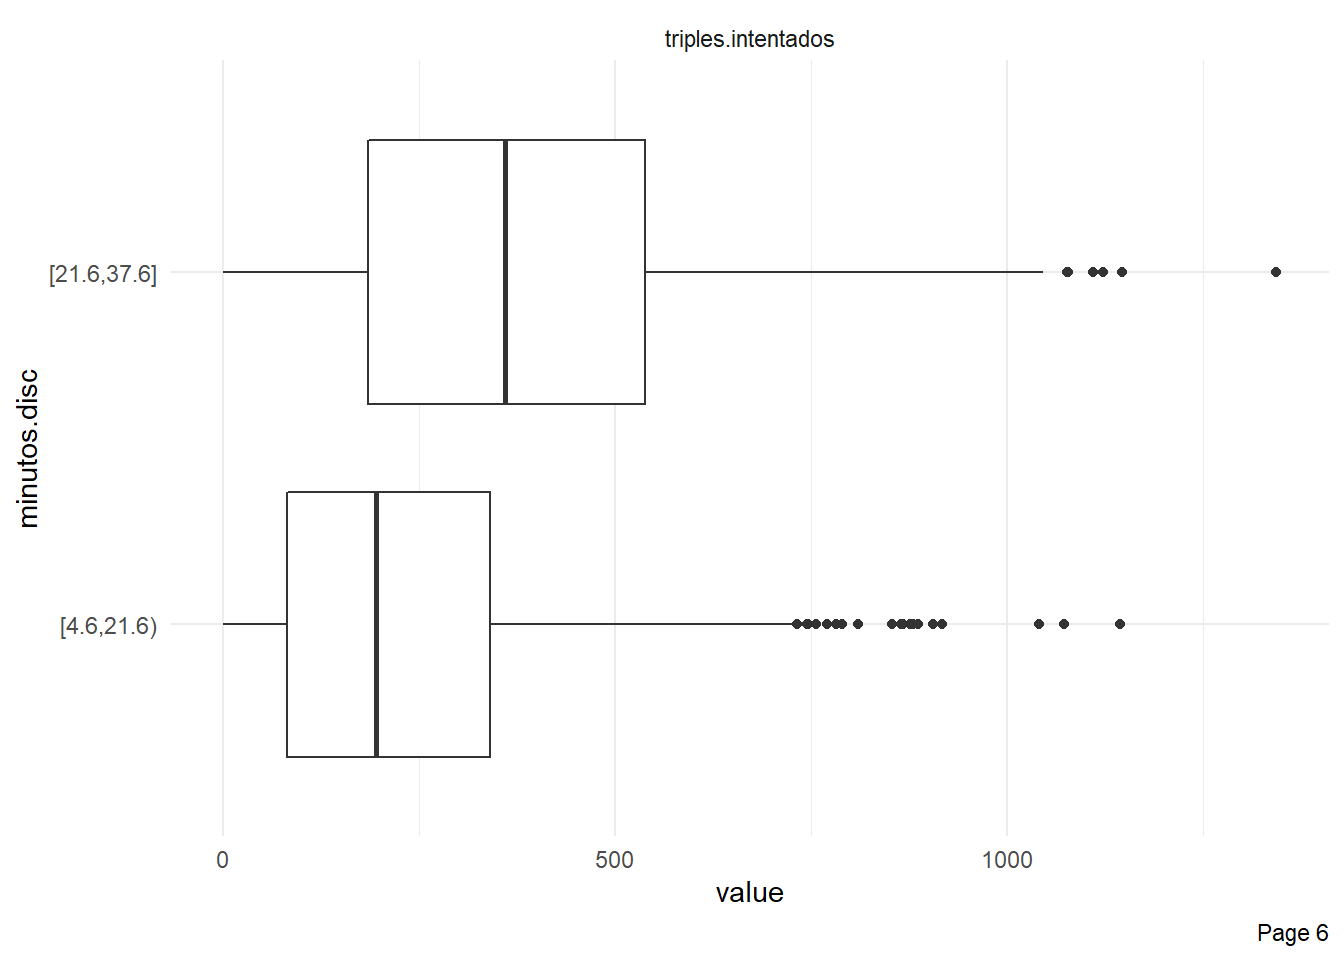 triples.intentados
[21.6,37.6]
minutos.disc
[4.6,21.6)
0 500 1000
value
Page 6